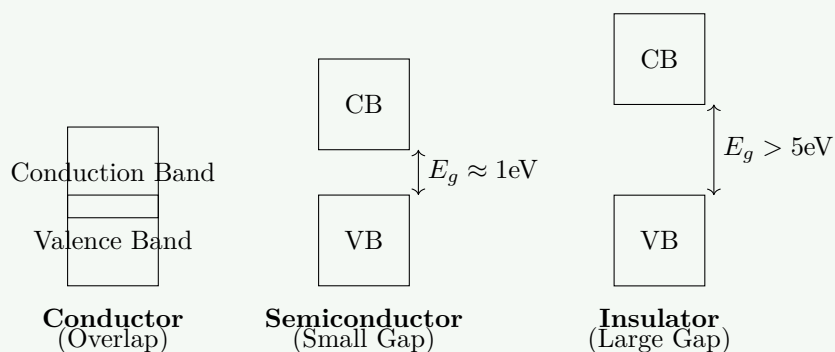 CB
CB
Conduction Band
E_g ≈ 1eV
E_g > 5eV
Valence Band
VB
VB
Conductor
(Overlap)
Semiconductor
(Small Gap)
Insulator
(Large Gap)